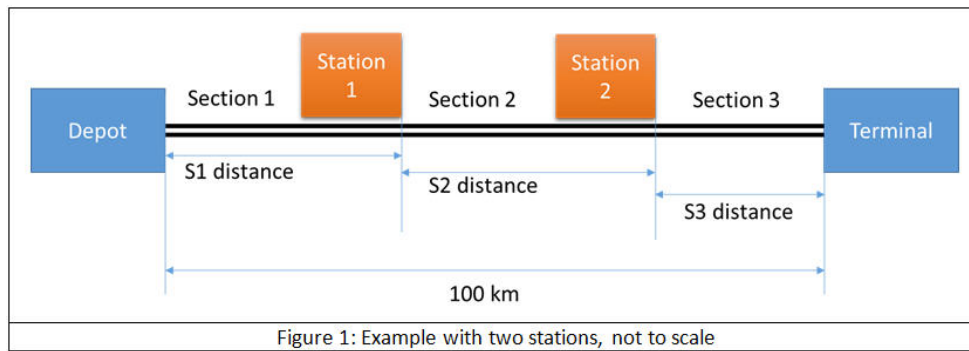 Station
1
Station
2
Section 1
Section 2
Section 3
Depot
Terminal
S1 distance
S2 distance
S3 distance
100 km
Figure 1: Example with two stations, not to scale